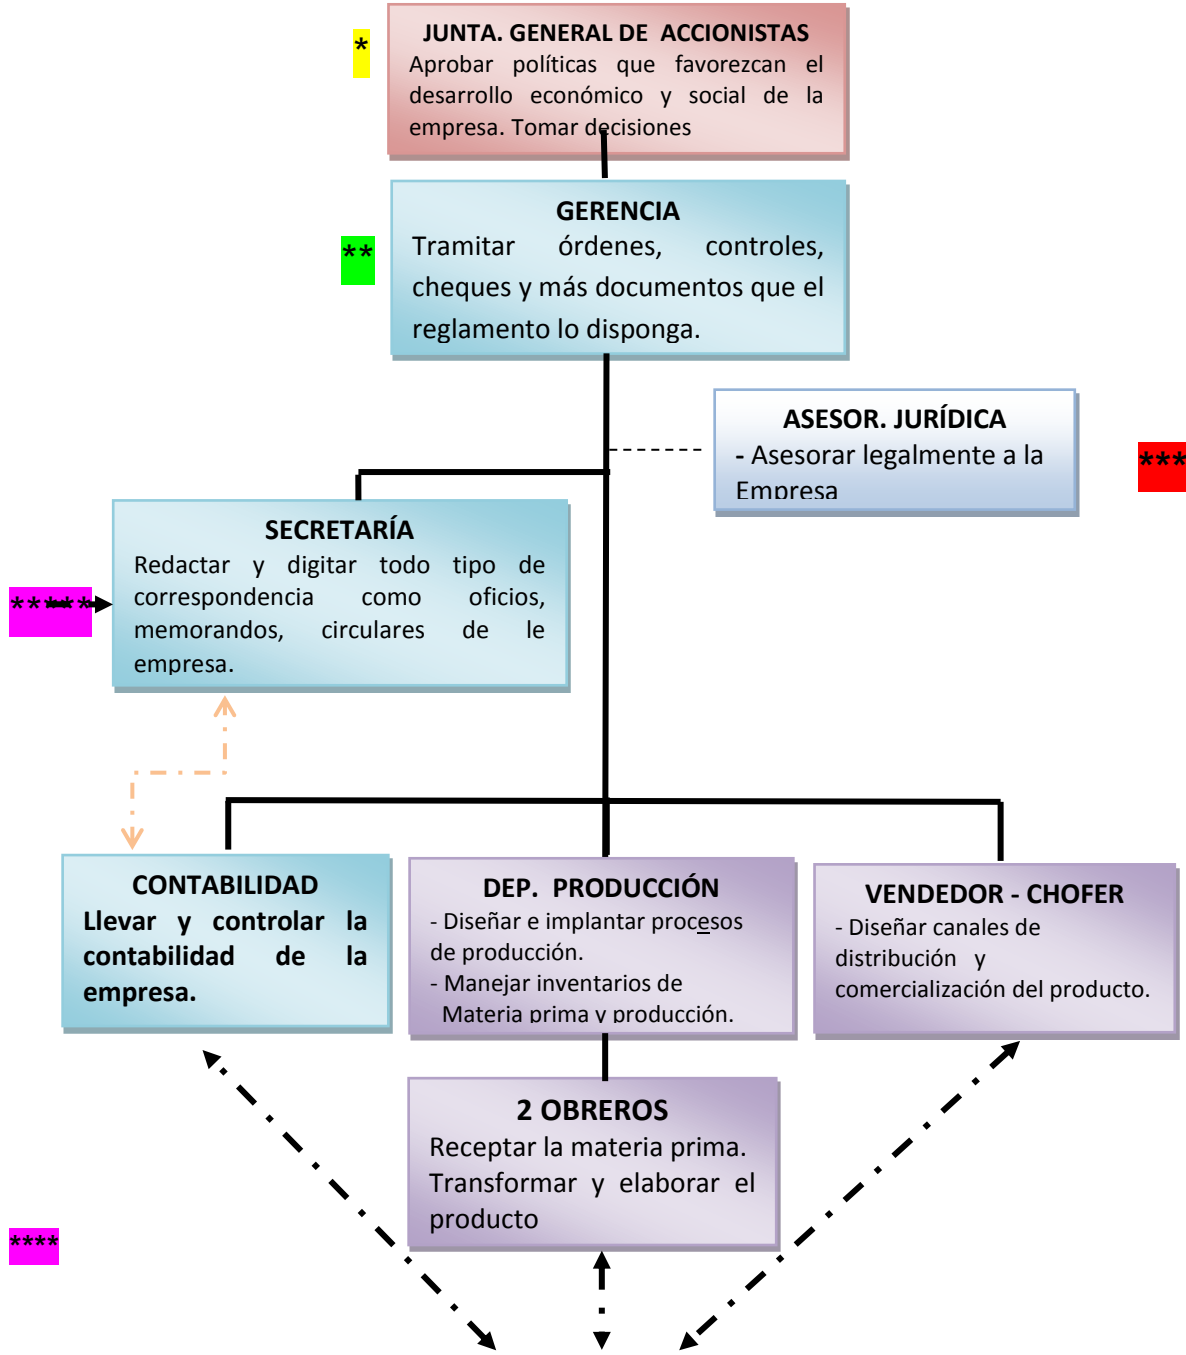 *
JUNTA. GENERAL DE ACCIONISTAS
Aprobar políticas que favorezcan el
desarrollo económico y social de la
empresa. Tomar decisiones
**
GERENCIA
Tramitar órdenes, controles,
cheques y más documentos que el
reglamento lo disponga.
ASESOR. JURÍDICA
- Asesorar legalmente a la
Empresa
***
SECRETARÍA
Redactar y digitar todo tipo de
correspondencia como oficios,
memorandos, circulares de le
empresa.
*****
CONTABILIDAD
Llevar y controlar la
contabilidad de la
empresa.
DEP. PRODUCCIÓN
- Diseñar e implantar procesos
de producción.
- Manejar inventarios de
Materia prima y producción.
VENDEDOR - CHOFER
- Diseñar canales de
distribución y
comercialización del producto.
2 OBREROS
Receptar la materia prima.
Transformar y elaborar el
producto
****